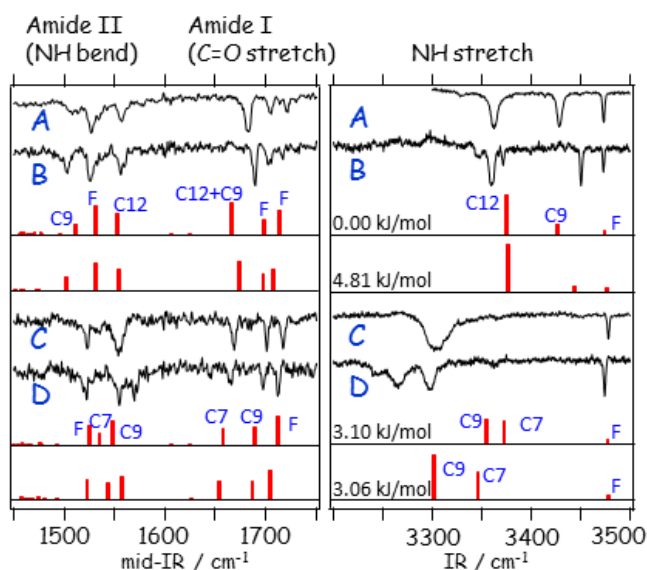 Amide II
(NH bend)
Amide I
(C=O stretch)
NH stretch
A
B
C9
F
C12
C12+C9
F
F
A
B
C12
C9
F
0.00 kJ/mol
4.81 kJ/mol
C
D
F
C7
C9
C7
C9
F
C
D
C9
C7
F
3.10 kJ/mol
3.06 kJ/mol
C9
C7
F
1500
1600
1700
mid-IR / cm-1
3300
3400
3500
IR / cm-1